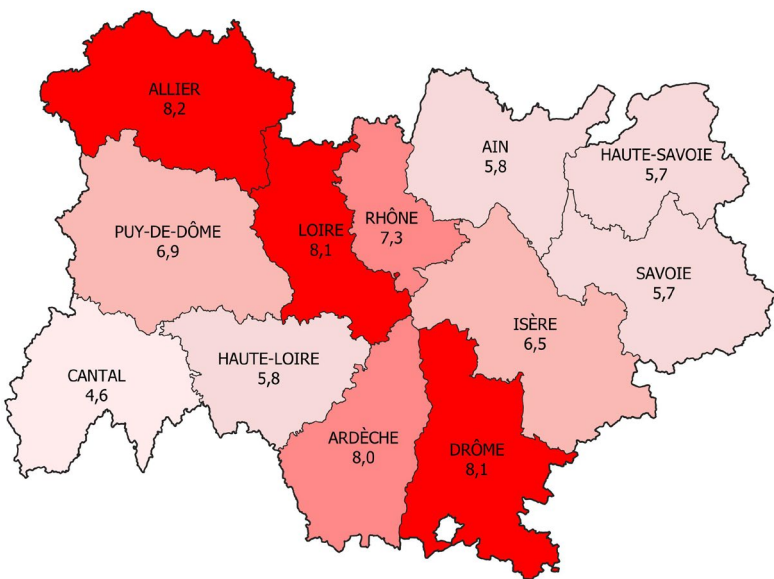 ALLIER
8,2
AIN
5,8
HAUTE-SAVOIE
5,7
PUY-DE-DÔME
6,9
LOIRE
8,1
RHÔNE
7,3
SAVOIE
5,7
ISÈRE
6,5
HAUTE-LOIRE
5,8
CANTAL
4,6
ARDÈCHE
8,0
DRÔME
8,1